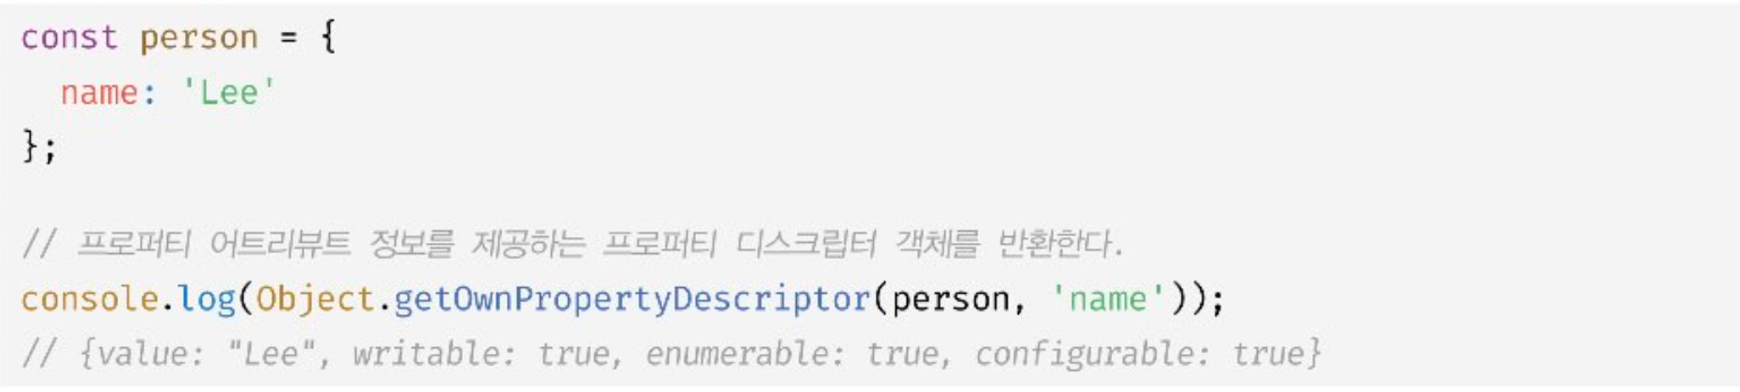 const person = {
  name: 'Lee'
};

// 프로퍼티 어트리뷰트 정보를 제공하는 프로퍼티 디스크립터 객체를 반환한다.
console.log(Object.getOwnPropertyDescriptor(person, 'name'));
// {value: "Lee", writable: true, enumerable: true, configurable: true}